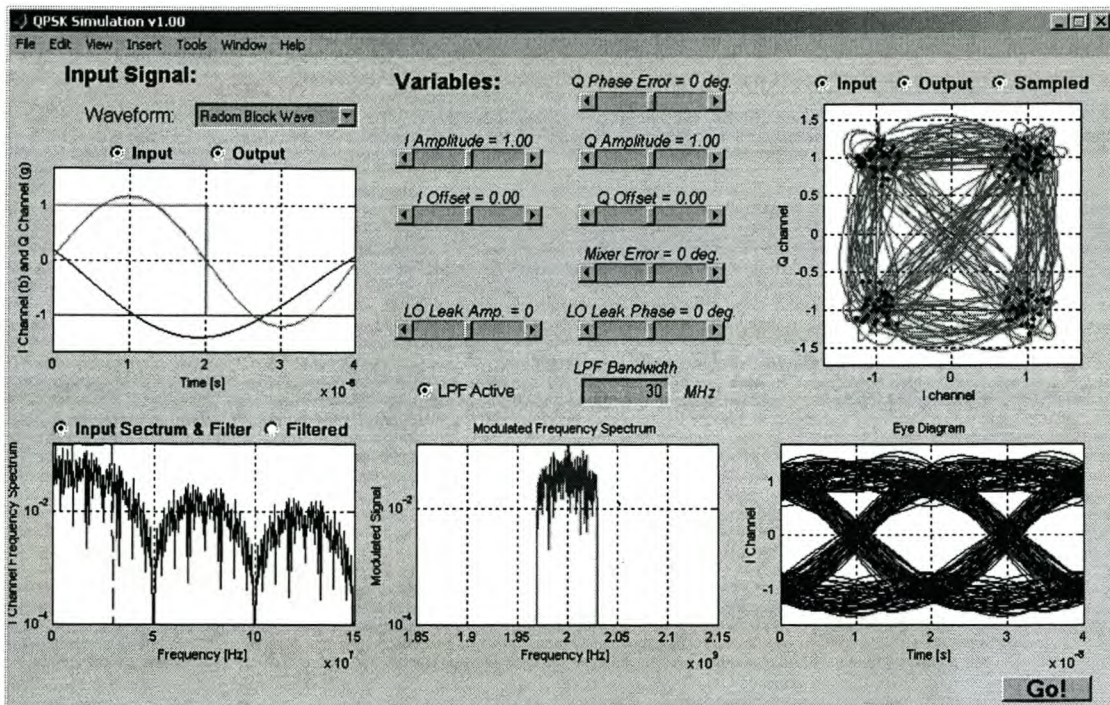 QPSK Simulation v1.00
File Edit View Insert Tools Window Help
Input Signal:
Waveform: Radom Block Wave
Input Output
I Channel (b) and Q Channel (g)
1
0
-1
0 1 2 3 4
Time [s]
x 10^-8
Variables:
Q Phase Error = 0 deg.
I Amplitude = 1.00
Q Amplitude = 1.00
I Offset = 0.00
Q Offset = 0.00
Mixer Error = 0 deg.
LO Leak Amp. = 0
LO Leak Phase = 0 deg.
LPF Active
LPF Bandwidth
30 MHz
Input Output Sampled
Q channel
1.5
1
0.5
0
-0.5
-1
-1.5
-1 0 1
I channel
Input Sectrum & Filter Filtered
I Channel Frequency Spectrum
10^-2
10^-4
0 5 10 15
Frequency [Hz]
x 10^7
Modulated Frequency Spectrum
Modulated Signal
10^-2
10^-4
1.85 1.9 1.95 2 2.05 2.1 2.15
Frequency [Hz]
x 10^9
Eye Diagram
I Channel
1
0
-1
0 1 2 3 4
Time [s]
x 10^-8
Go!